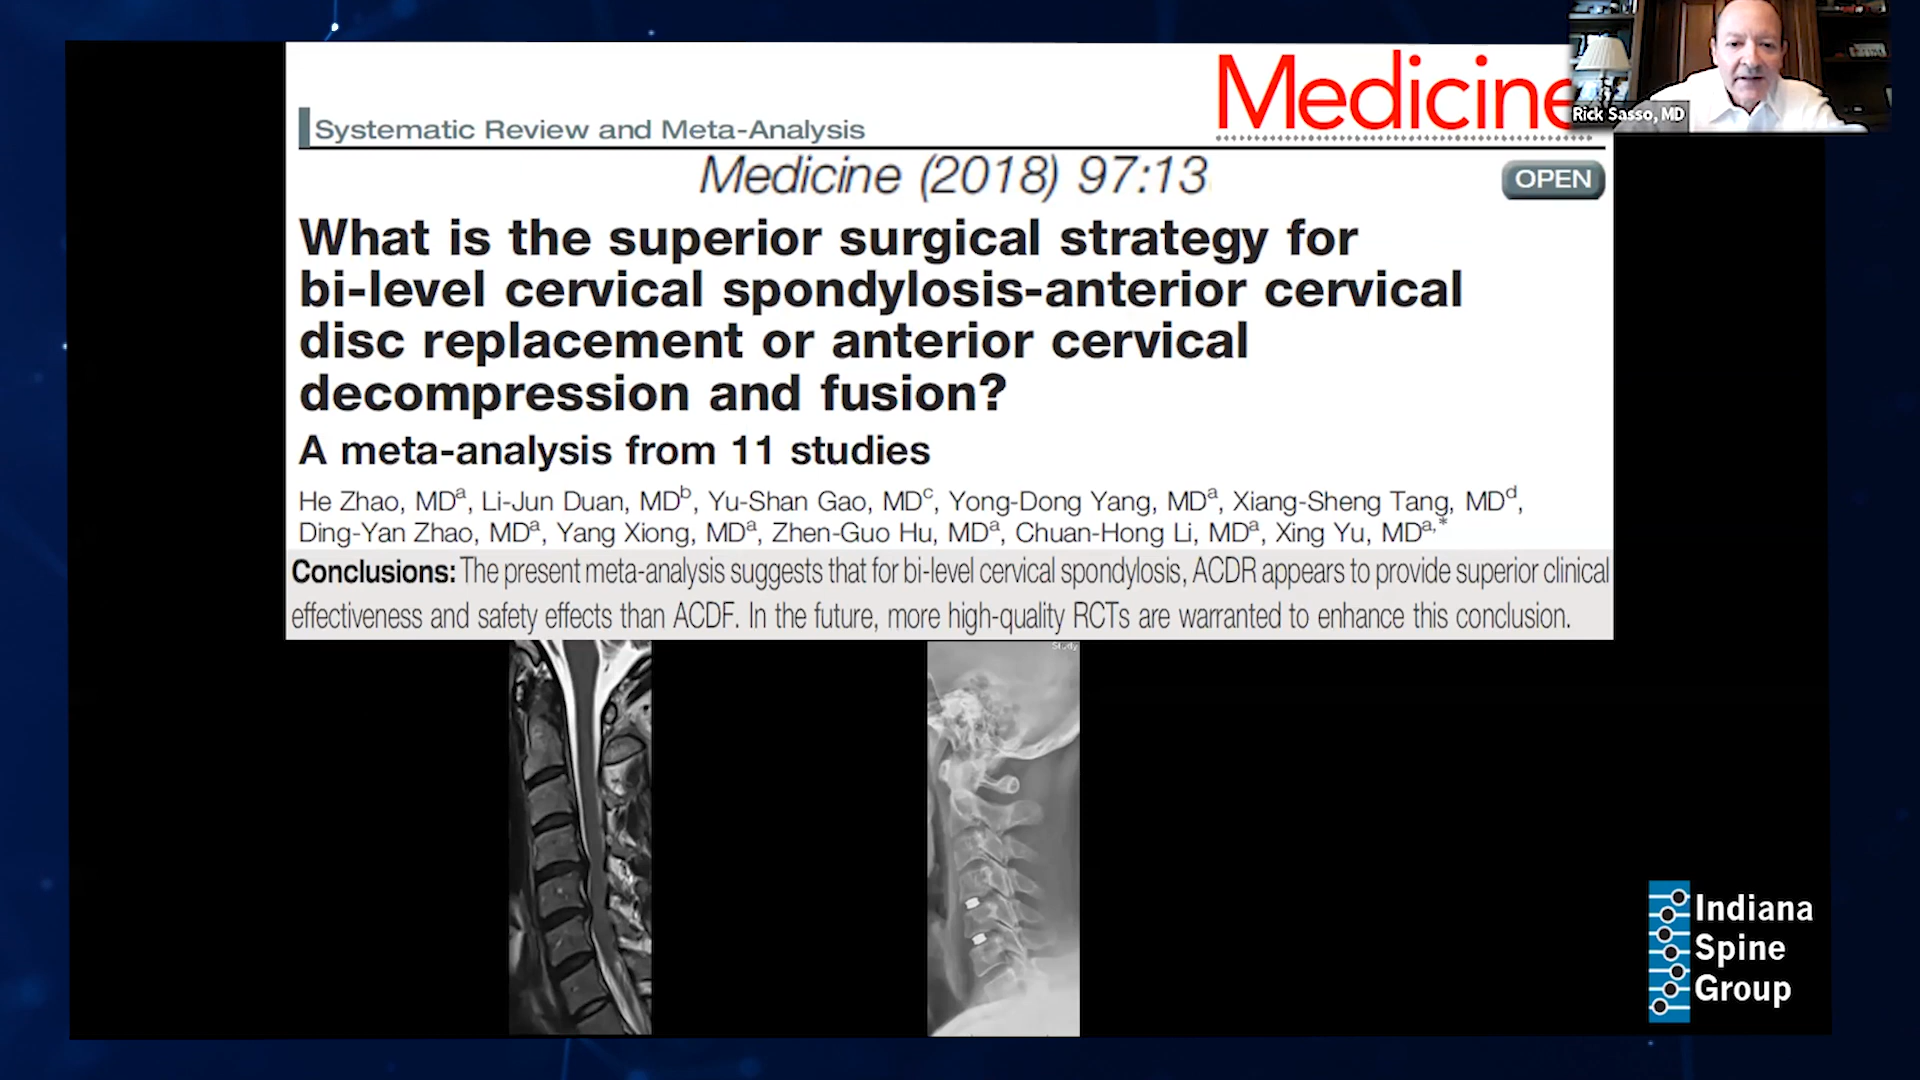 Medicine
Rick Sasso, MD
Systematic Review and Meta-Analysis
Medicine (2018) 97:13
OPEN
What is the superior surgical strategy for
bi-level cervical spondylosis-anterior cervical
disc replacement or anterior cervical
decompression and fusion?
A meta-analysis from 11 studies
He Zhao, MDa, Li-Jun Duan, MDb, Yu-Shan Gao, MDc, Yong-Dong Yang, MDa, Xiang-Sheng Tang, MDd,
Ding-Yan Zhao, MDa, Yang Xiong, MDa, Zhen-Guo Hu, MDa, Chuan-Hong Li, MDa, Xing Yu, MDa,*
Conclusions: The present meta-analysis suggests that for bi-level cervical spondylosis, ACDR appears to provide superior clinical
effectiveness and safety effects than ACDF. In the future, more high-quality RCTs are warranted to enhance this conclusion.
Study
Indiana
Spine
Group